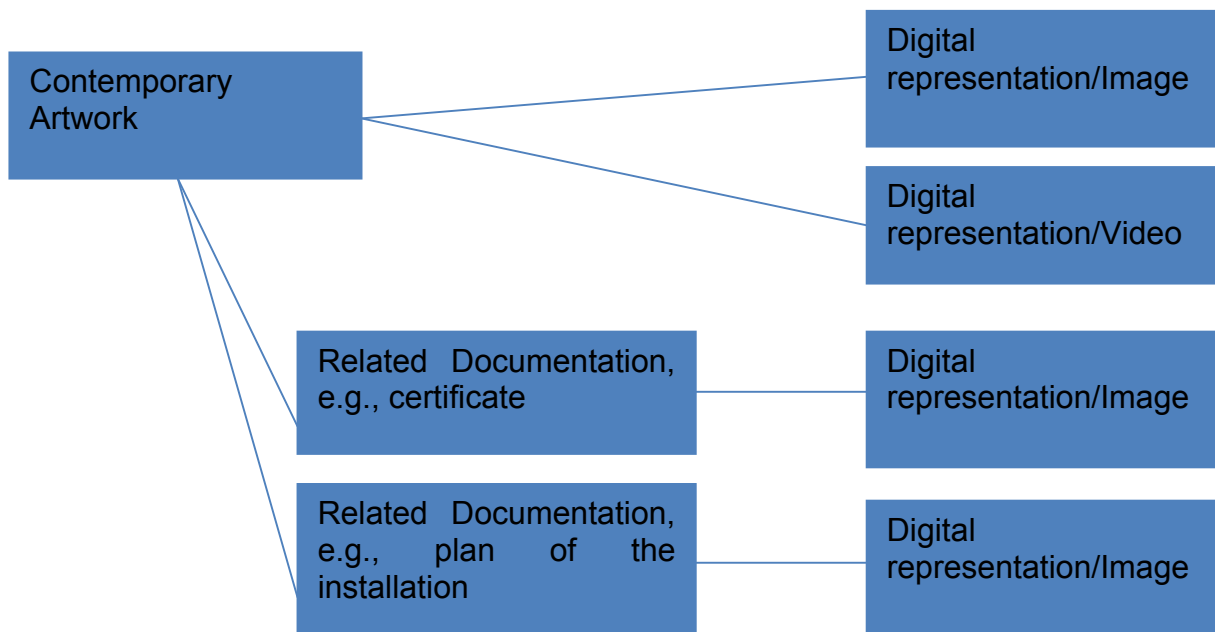 Contemporary
Artwork
Digital
representation/Image
Digital
representation/Video
Related Documentation,
e.g., certificate
Digital
representation/Image
Related Documentation,
e.g., plan of the
installation
Digital
representation/Image